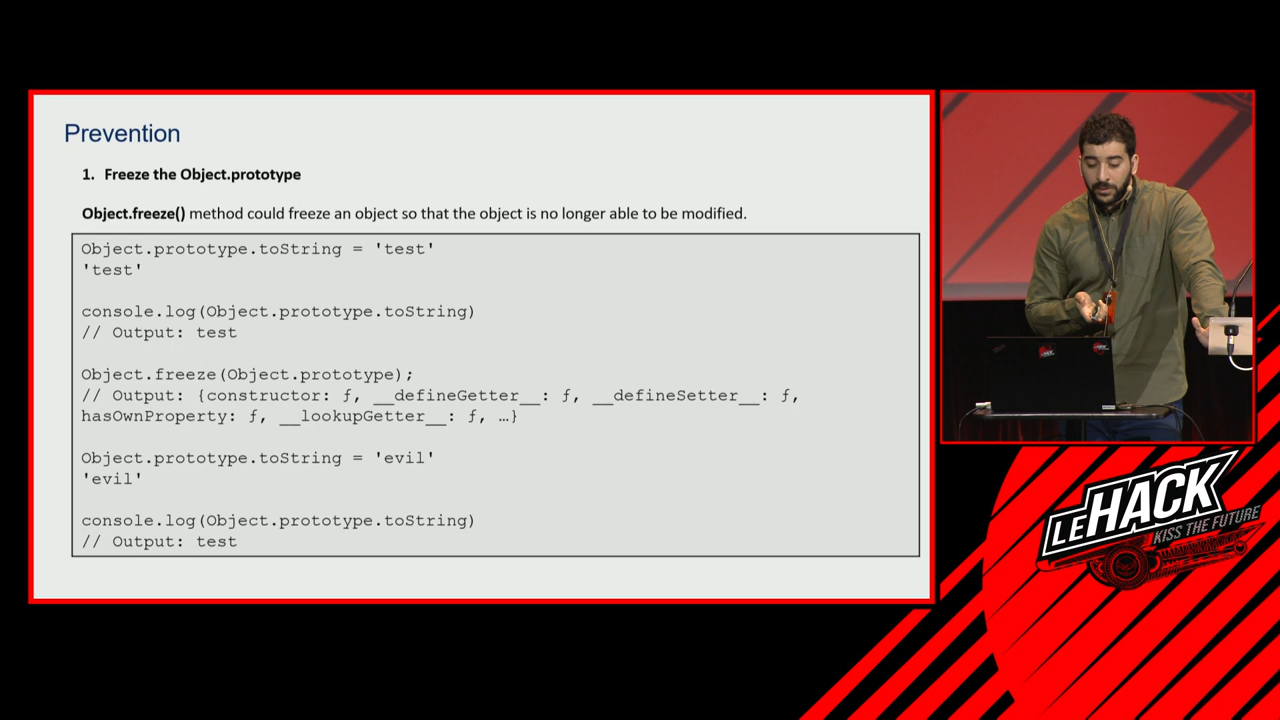 Prevention
1. Freeze the Object.prototype
Object.freeze() method could freeze an object so that the object is no longer able to be modified.
Object.prototype.toString = 'test'
'test'
console.log(Object.prototype.toString)
// Output: test
Object.freeze(Object.prototype);
// Output: {constructor: ƒ, __defineGetter__: ƒ, __defineSetter__: ƒ,
hasOwnProperty: ƒ, __lookupGetter__: ƒ, …}
Object.prototype.toString = 'evil'
'evil'
console.log(Object.prototype.toString)
// Output: test
LEHACK
KISS THE FUTURE